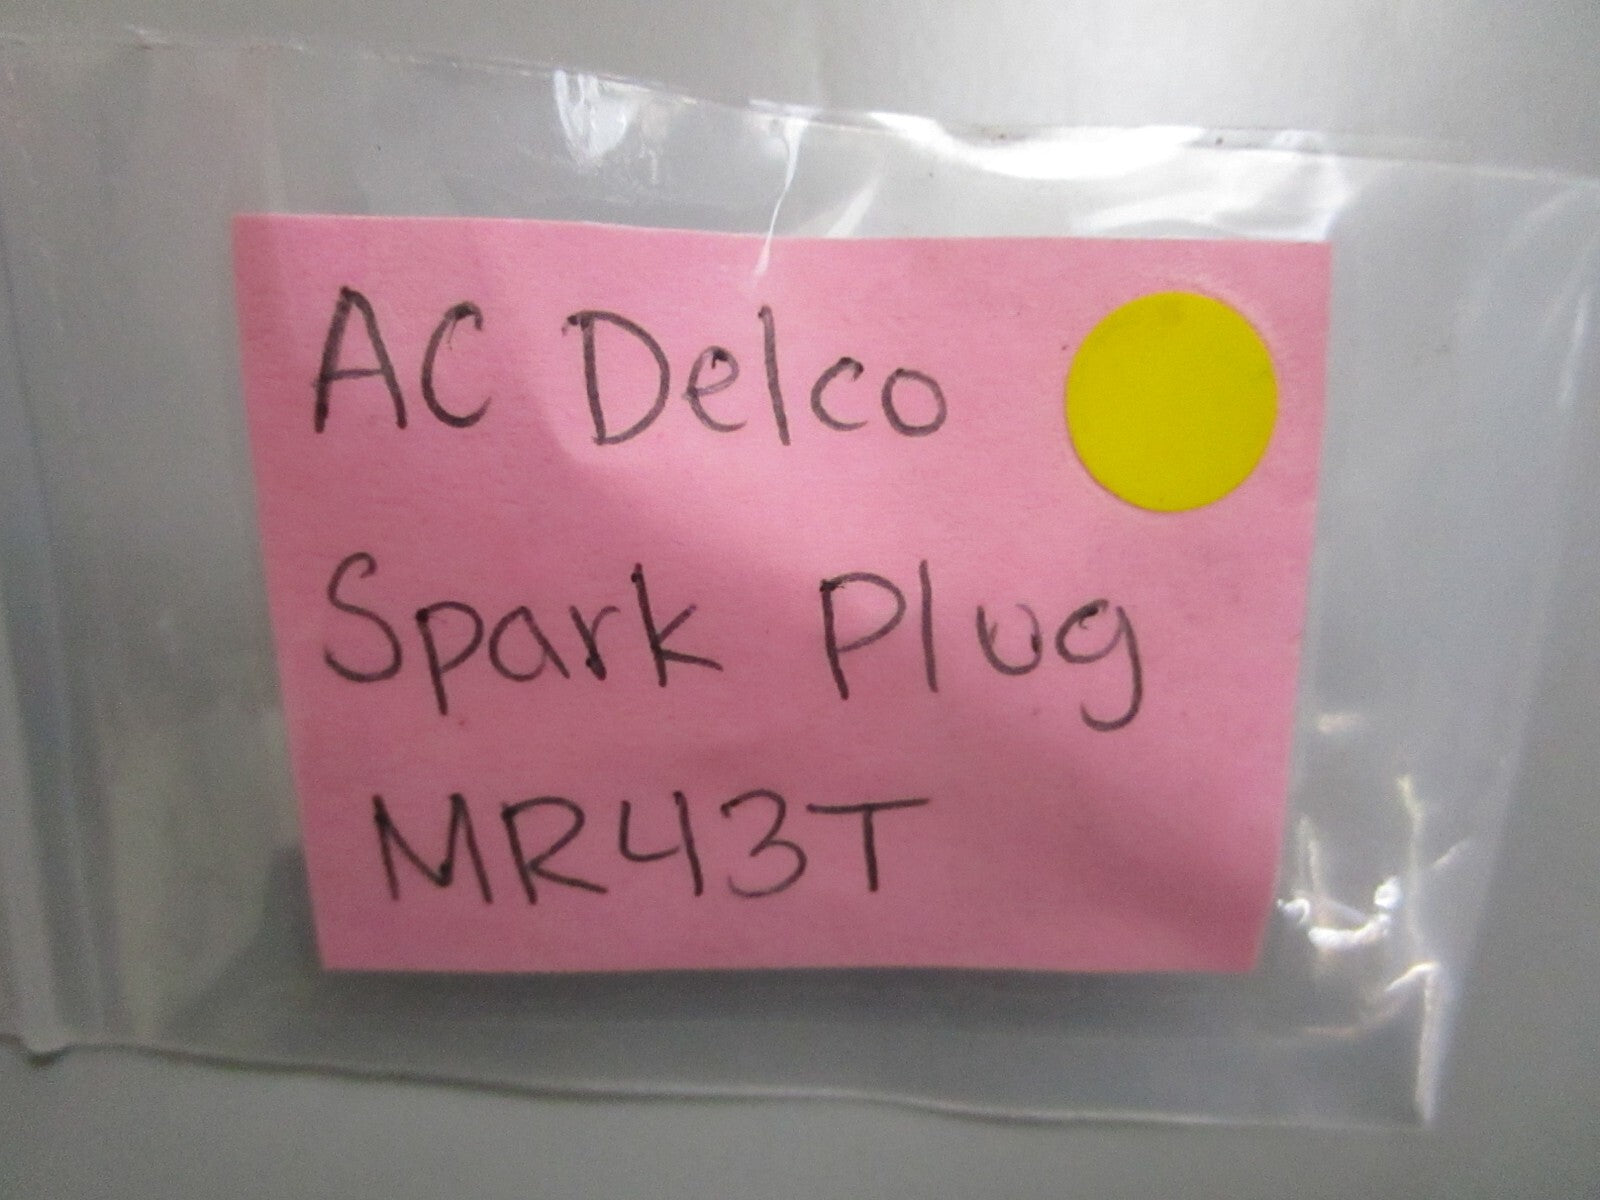 AC Delco
Spark Plug
MR43T